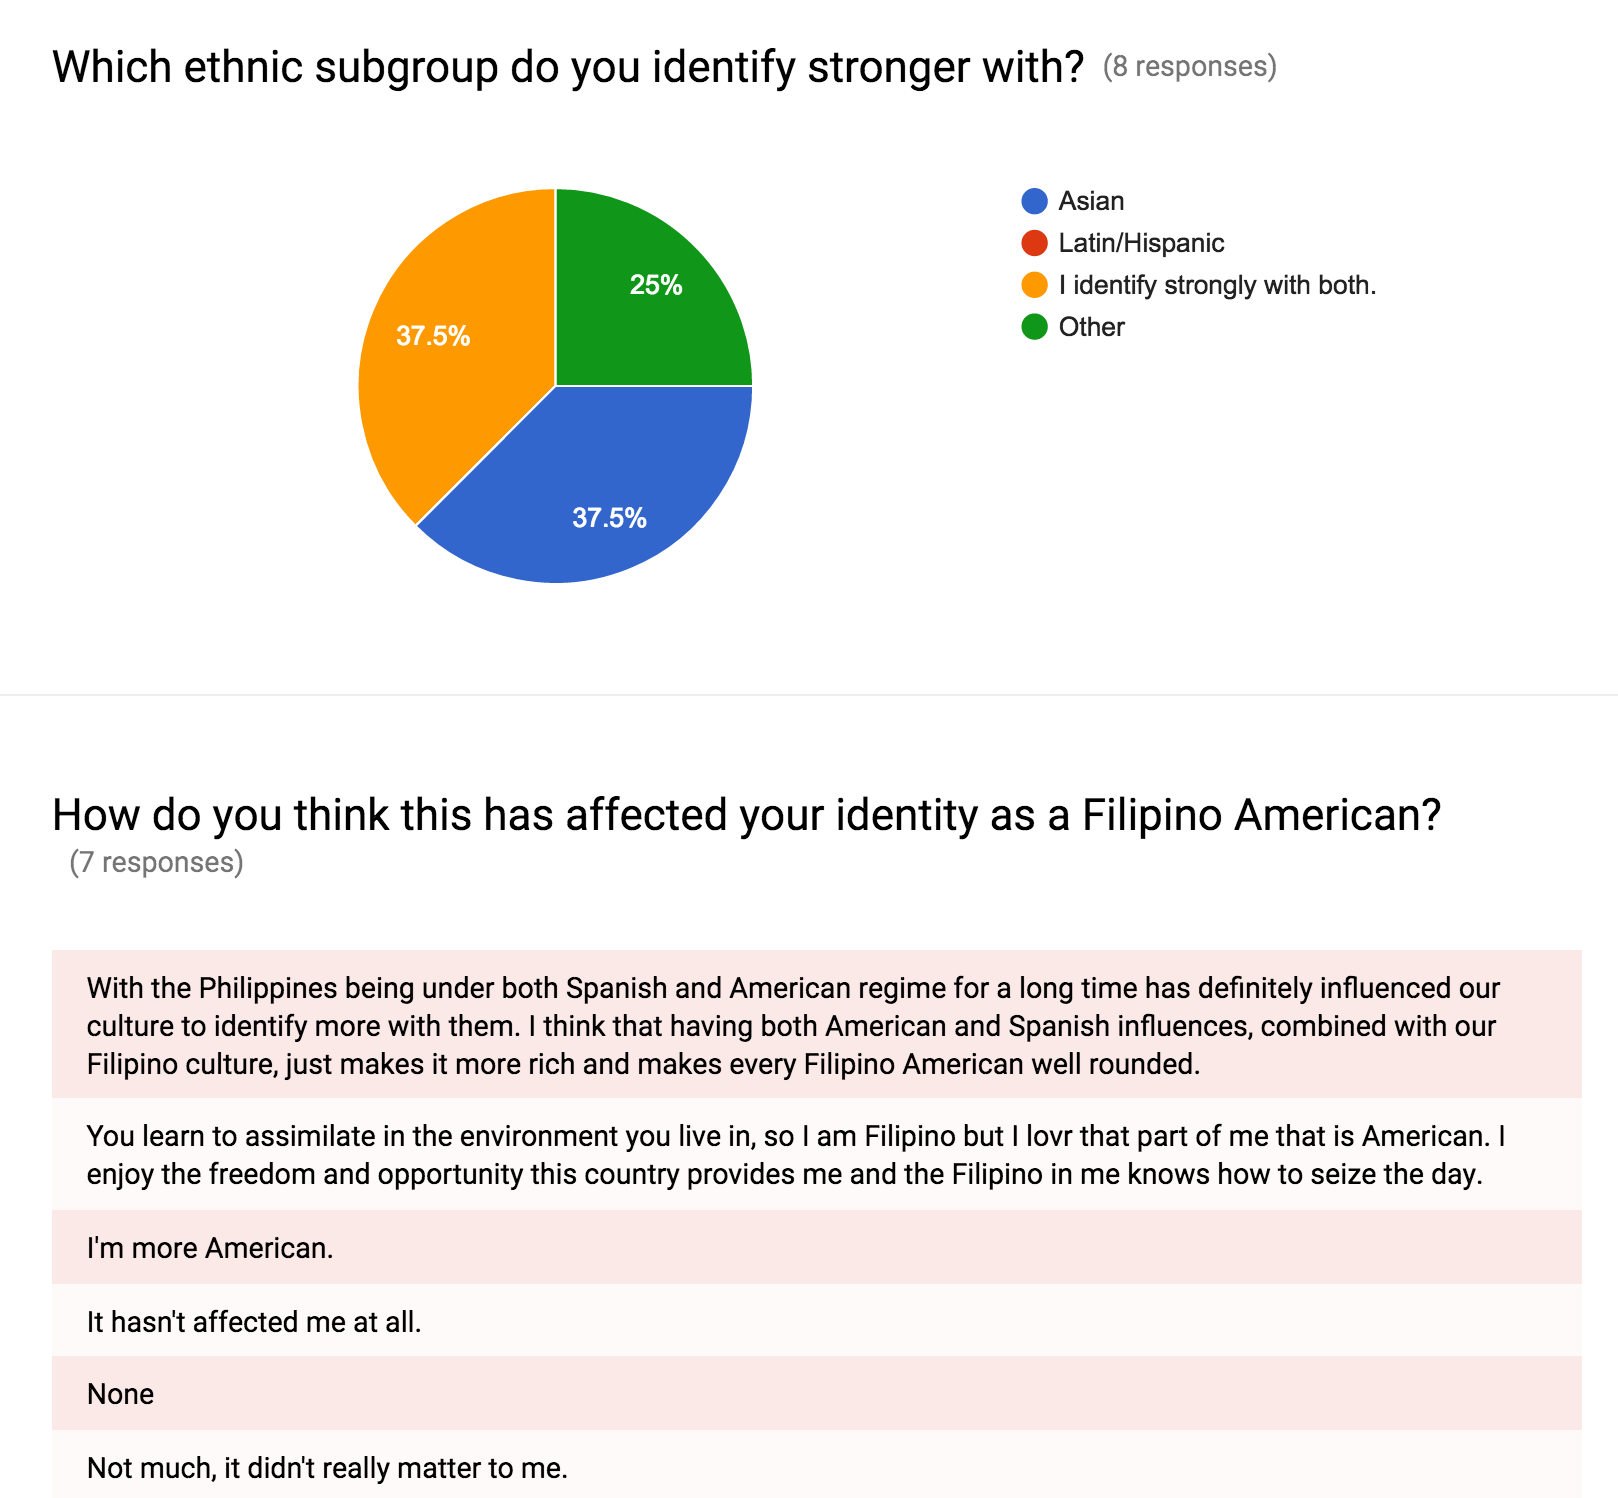 Which ethnic subgroup do you identify stronger with? (8 responses)
25%
37.5%
37.5%
Asian
Latin/Hispanic
I identify strongly with both.
Other
How do you think this has affected your identity as a Filipino American?
(7 responses)
With the Philippines being under both Spanish and American regime for a long time has definitely influenced our
culture to identify more with them. I think that having both American and Spanish influences, combined with our
Filipino culture, just makes it more rich and makes every Filipino American well rounded.
You learn to assimilate in the environment you live in, so I am Filipino but I lovr that part of me that is American. I
enjoy the freedom and opportunity this country provides me and the Filipino in me knows how to seize the day.
I'm more American.
It hasn't affected me at all.
None
Not much, it didn't really matter to me.